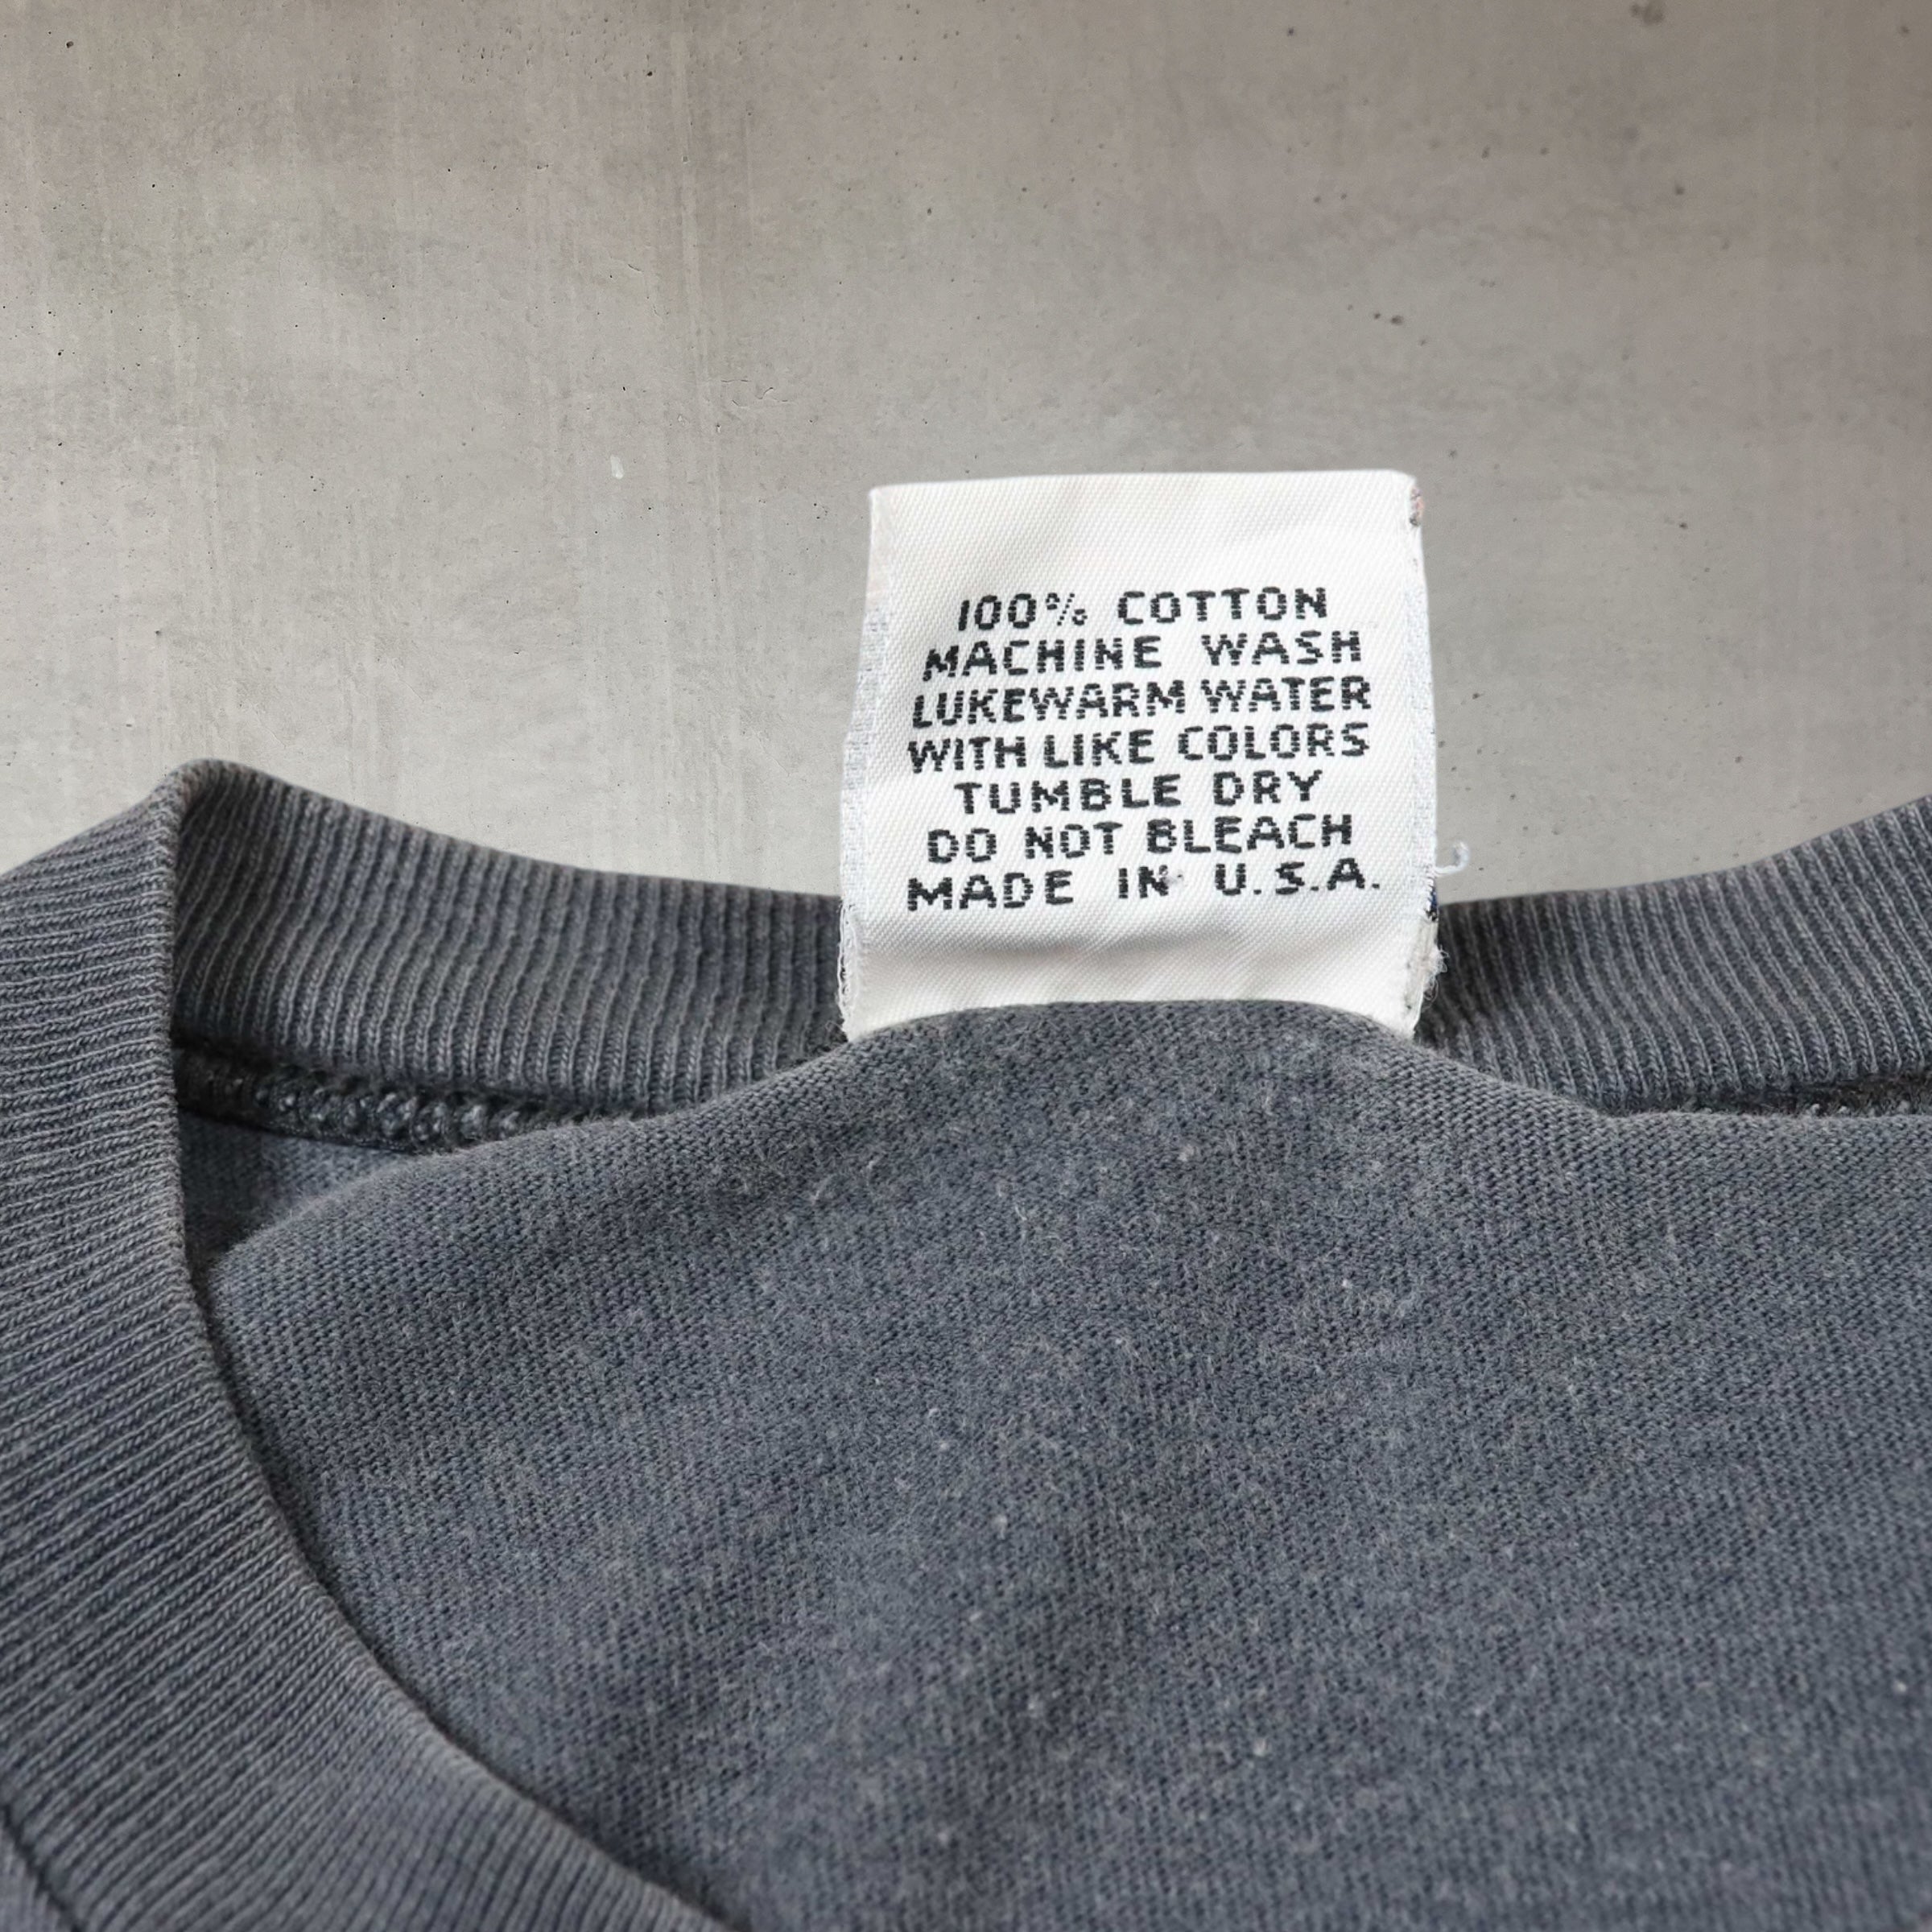 100% COTTON
MACHINE WASH
LUKEWARM WATER
WITH LIKE COLORS
TUMBLE DRY
DO NOT BLEACH
MADE IN U.S.A.